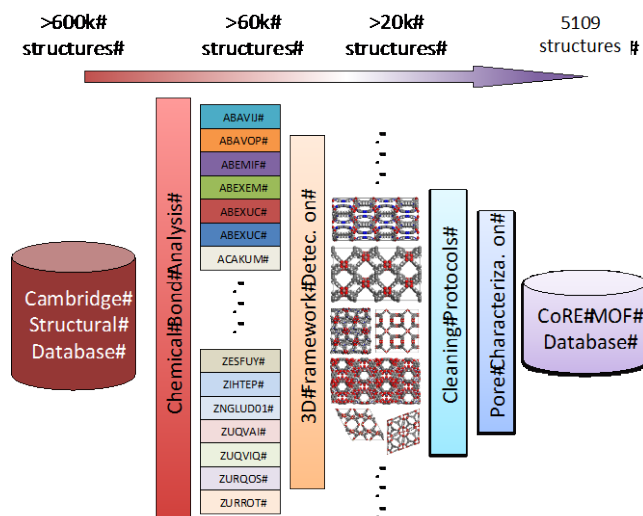 >600k#
structures#
>60k#
structures#
>20k#
structures#
5109
structures #
Cambridge#
Structural#
Database#
Chemical#Bond#Analysis#
ABAVIJ#
ABAVOP#
ABEMIF#
ABEXEM#
ABEXUC#
ABEXUC#
ACAKUM#
ZESFUY#
ZIHTEP#
ZNGLUD01#
ZUQVAI#
ZUQVIQ#
ZURQOS#
ZURROT#
3D#Framework#Detec. on#
Cleaning#Protocols#
Pore#Characteriza. on#
CoRE#MOF#
Database#